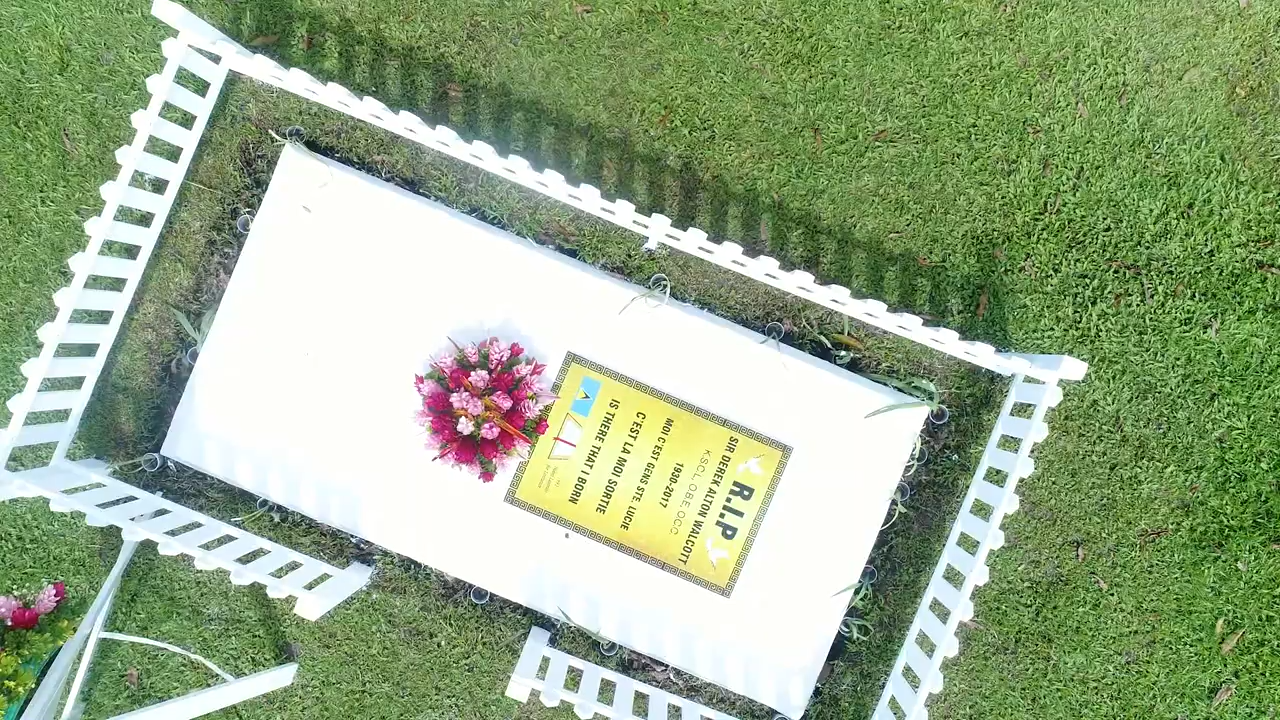 R.I.P
SIR DEREK ALTON WALCOTT
KSCL, OBE, OCC
1930-2017
MOI C'EST GENS STE. LUCIE
C'EST LA MOI SORTIE
IS THERE THAT I BORN